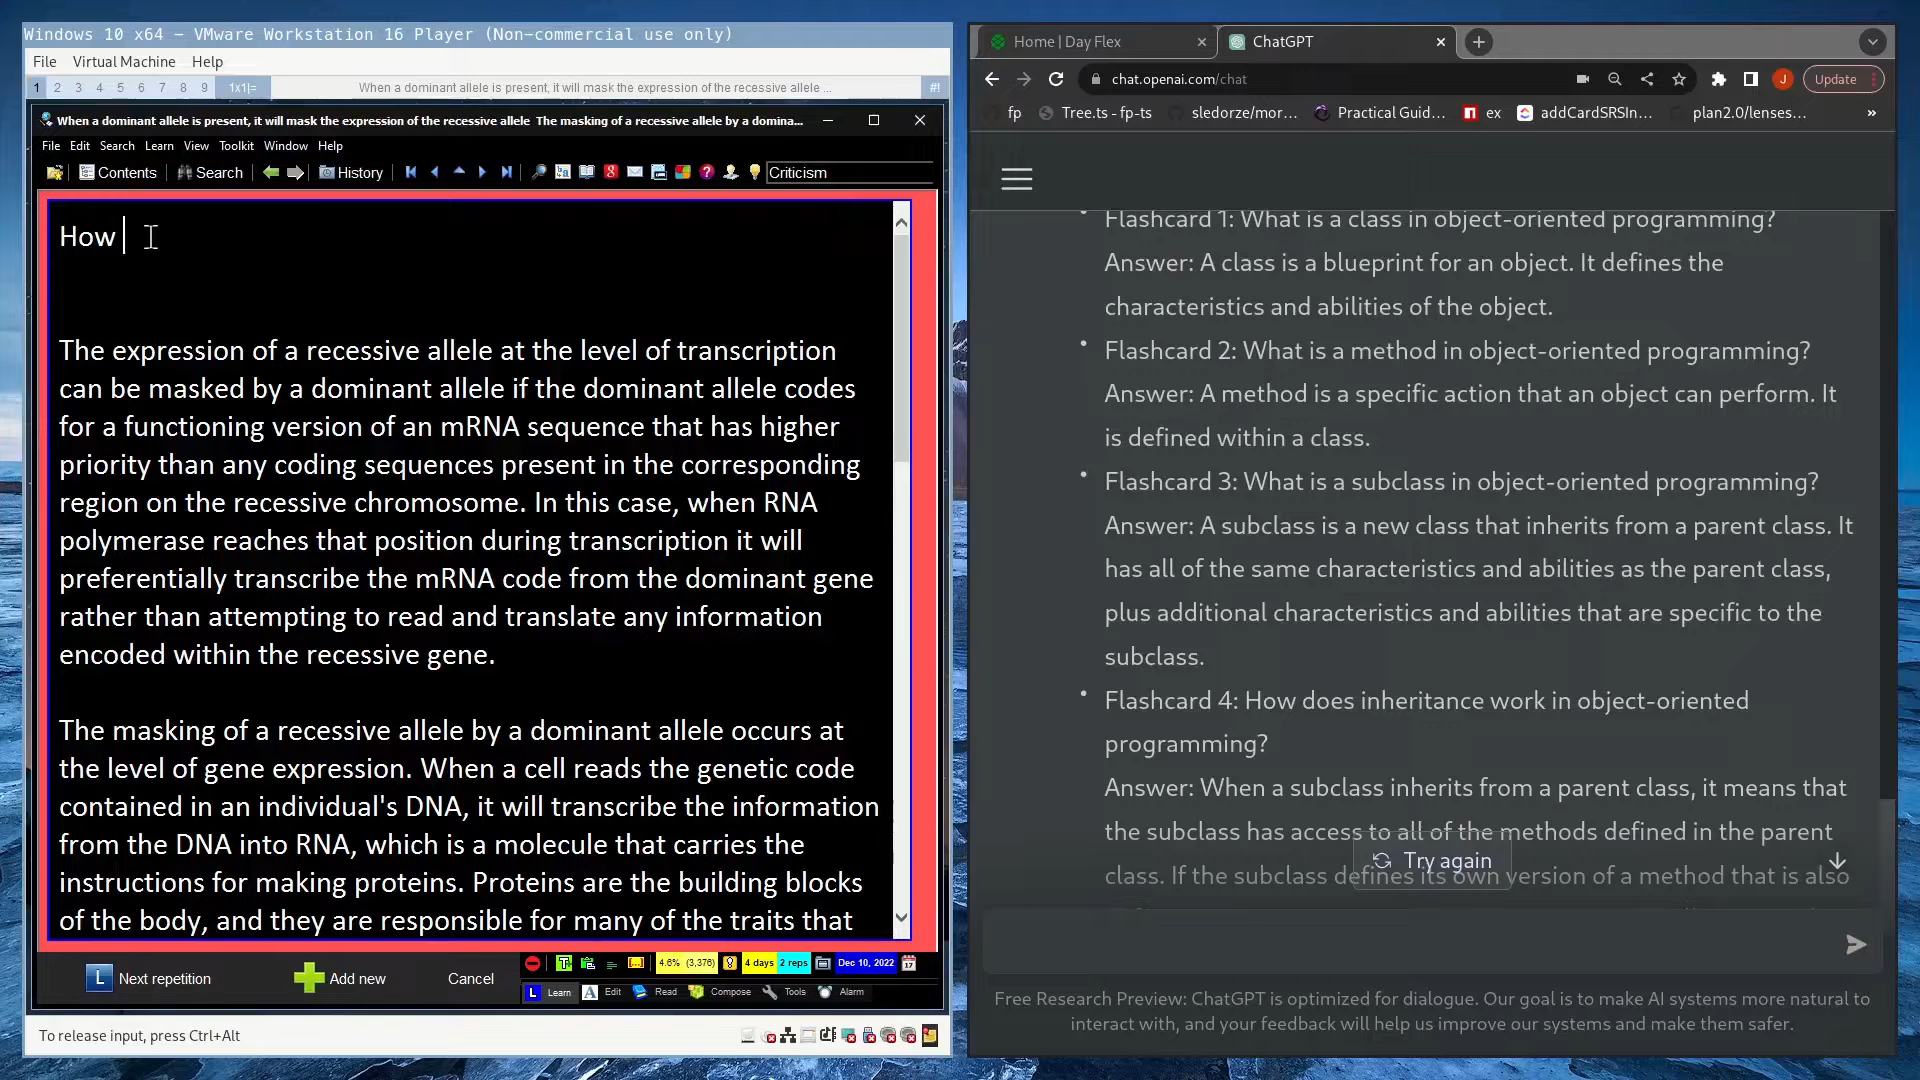 Windows 10 x64 - VMware Workstation 16 Player (Non-commercial use only)
File Virtual Machine Help
1 2 3 4 5 6 7 8 9 1x1|= When a dominant allele is present, it will mask the expression of the recessive allele ... #!
When a dominant allele is present, it will mask the expression of the recessive allele The masking of a recessive allele by a domina...
File Edit Search Learn View Toolkit Window Help
Contents Search History Criticism
How
The expression of a recessive allele at the level of transcription
can be masked by a dominant allele if the dominant allele codes
for a functioning version of an mRNA sequence that has higher
priority than any coding sequences present in the corresponding
region on the recessive chromosome. In this case, when RNA
polymerase reaches that position during transcription it will
preferentially transcribe the mRNA code from the dominant gene
rather than attempting to read and translate any information
encoded within the recessive gene.
The masking of a recessive allele by a dominant allele occurs at
the level of gene expression. When a cell reads the genetic code
contained in an individual's DNA, it will transcribe the information
from the DNA into RNA, which is a molecule that carries the
instructions for making proteins. Proteins are the building blocks
of the body, and they are responsible for many of the traits that
L Next repetition Add new Cancel
4.6% (3,376) 4 days 2 reps Dec 10, 2022 17
L Learn A Edit Read Compose Tools Alarm
To release input, press Ctrl+Alt
Home | Day Flex ChatGPT
chat.openai.com/chat J Update
fp Tree.ts - fp-ts sledorze/mor... Practical Guid... ex addCardSRSIn... plan2.0/lenses... »
Flashcard 1: What is a class in object-oriented programming?
Answer: A class is a blueprint for an object. It defines the
characteristics and abilities of the object.
Flashcard 2: What is a method in object-oriented programming?
Answer: A method is a specific action that an object can perform. It
is defined within a class.
Flashcard 3: What is a subclass in object-oriented programming?
Answer: A subclass is a new class that inherits from a parent class. It
has all of the same characteristics and abilities as the parent class,
plus additional characteristics and abilities that are specific to the
subclass.
Flashcard 4: How does inheritance work in object-oriented
programming?
Answer: When a subclass inherits from a parent class, it means that
the subclass has access to all of the methods defined in the parent
class. If the subclass defines its own version of a method that is also
Try again
Free Research Preview: ChatGPT is optimized for dialogue. Our goal is to make AI systems more natural to
interact with, and your feedback will help us improve our systems and make them safer.